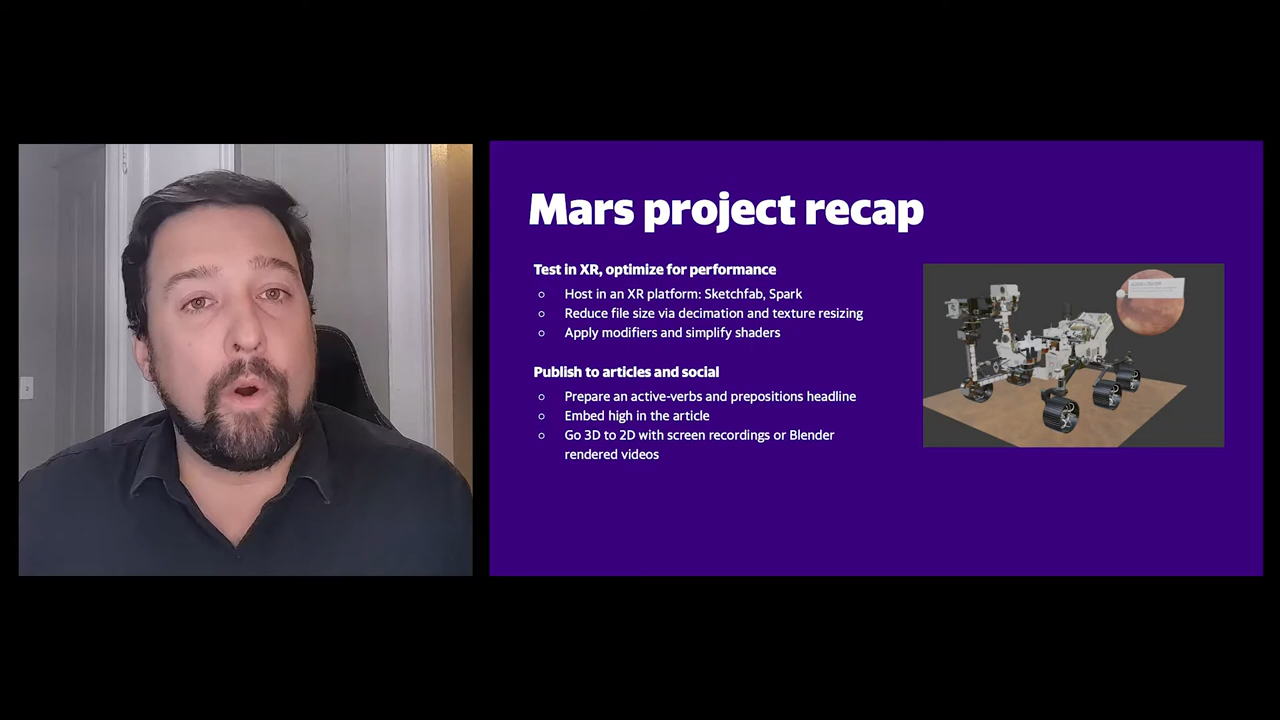 Mars project recap
Test in XR, optimize for performance
Host in an XR platform: Sketchfab, Spark
Reduce file size via decimation and texture resizing
Apply modifiers and simplify shaders
Publish to articles and social
Prepare an active-verbs and prepositions headline
Embed high in the article
Go 3D to 2D with screen recordings or Blender
rendered videos